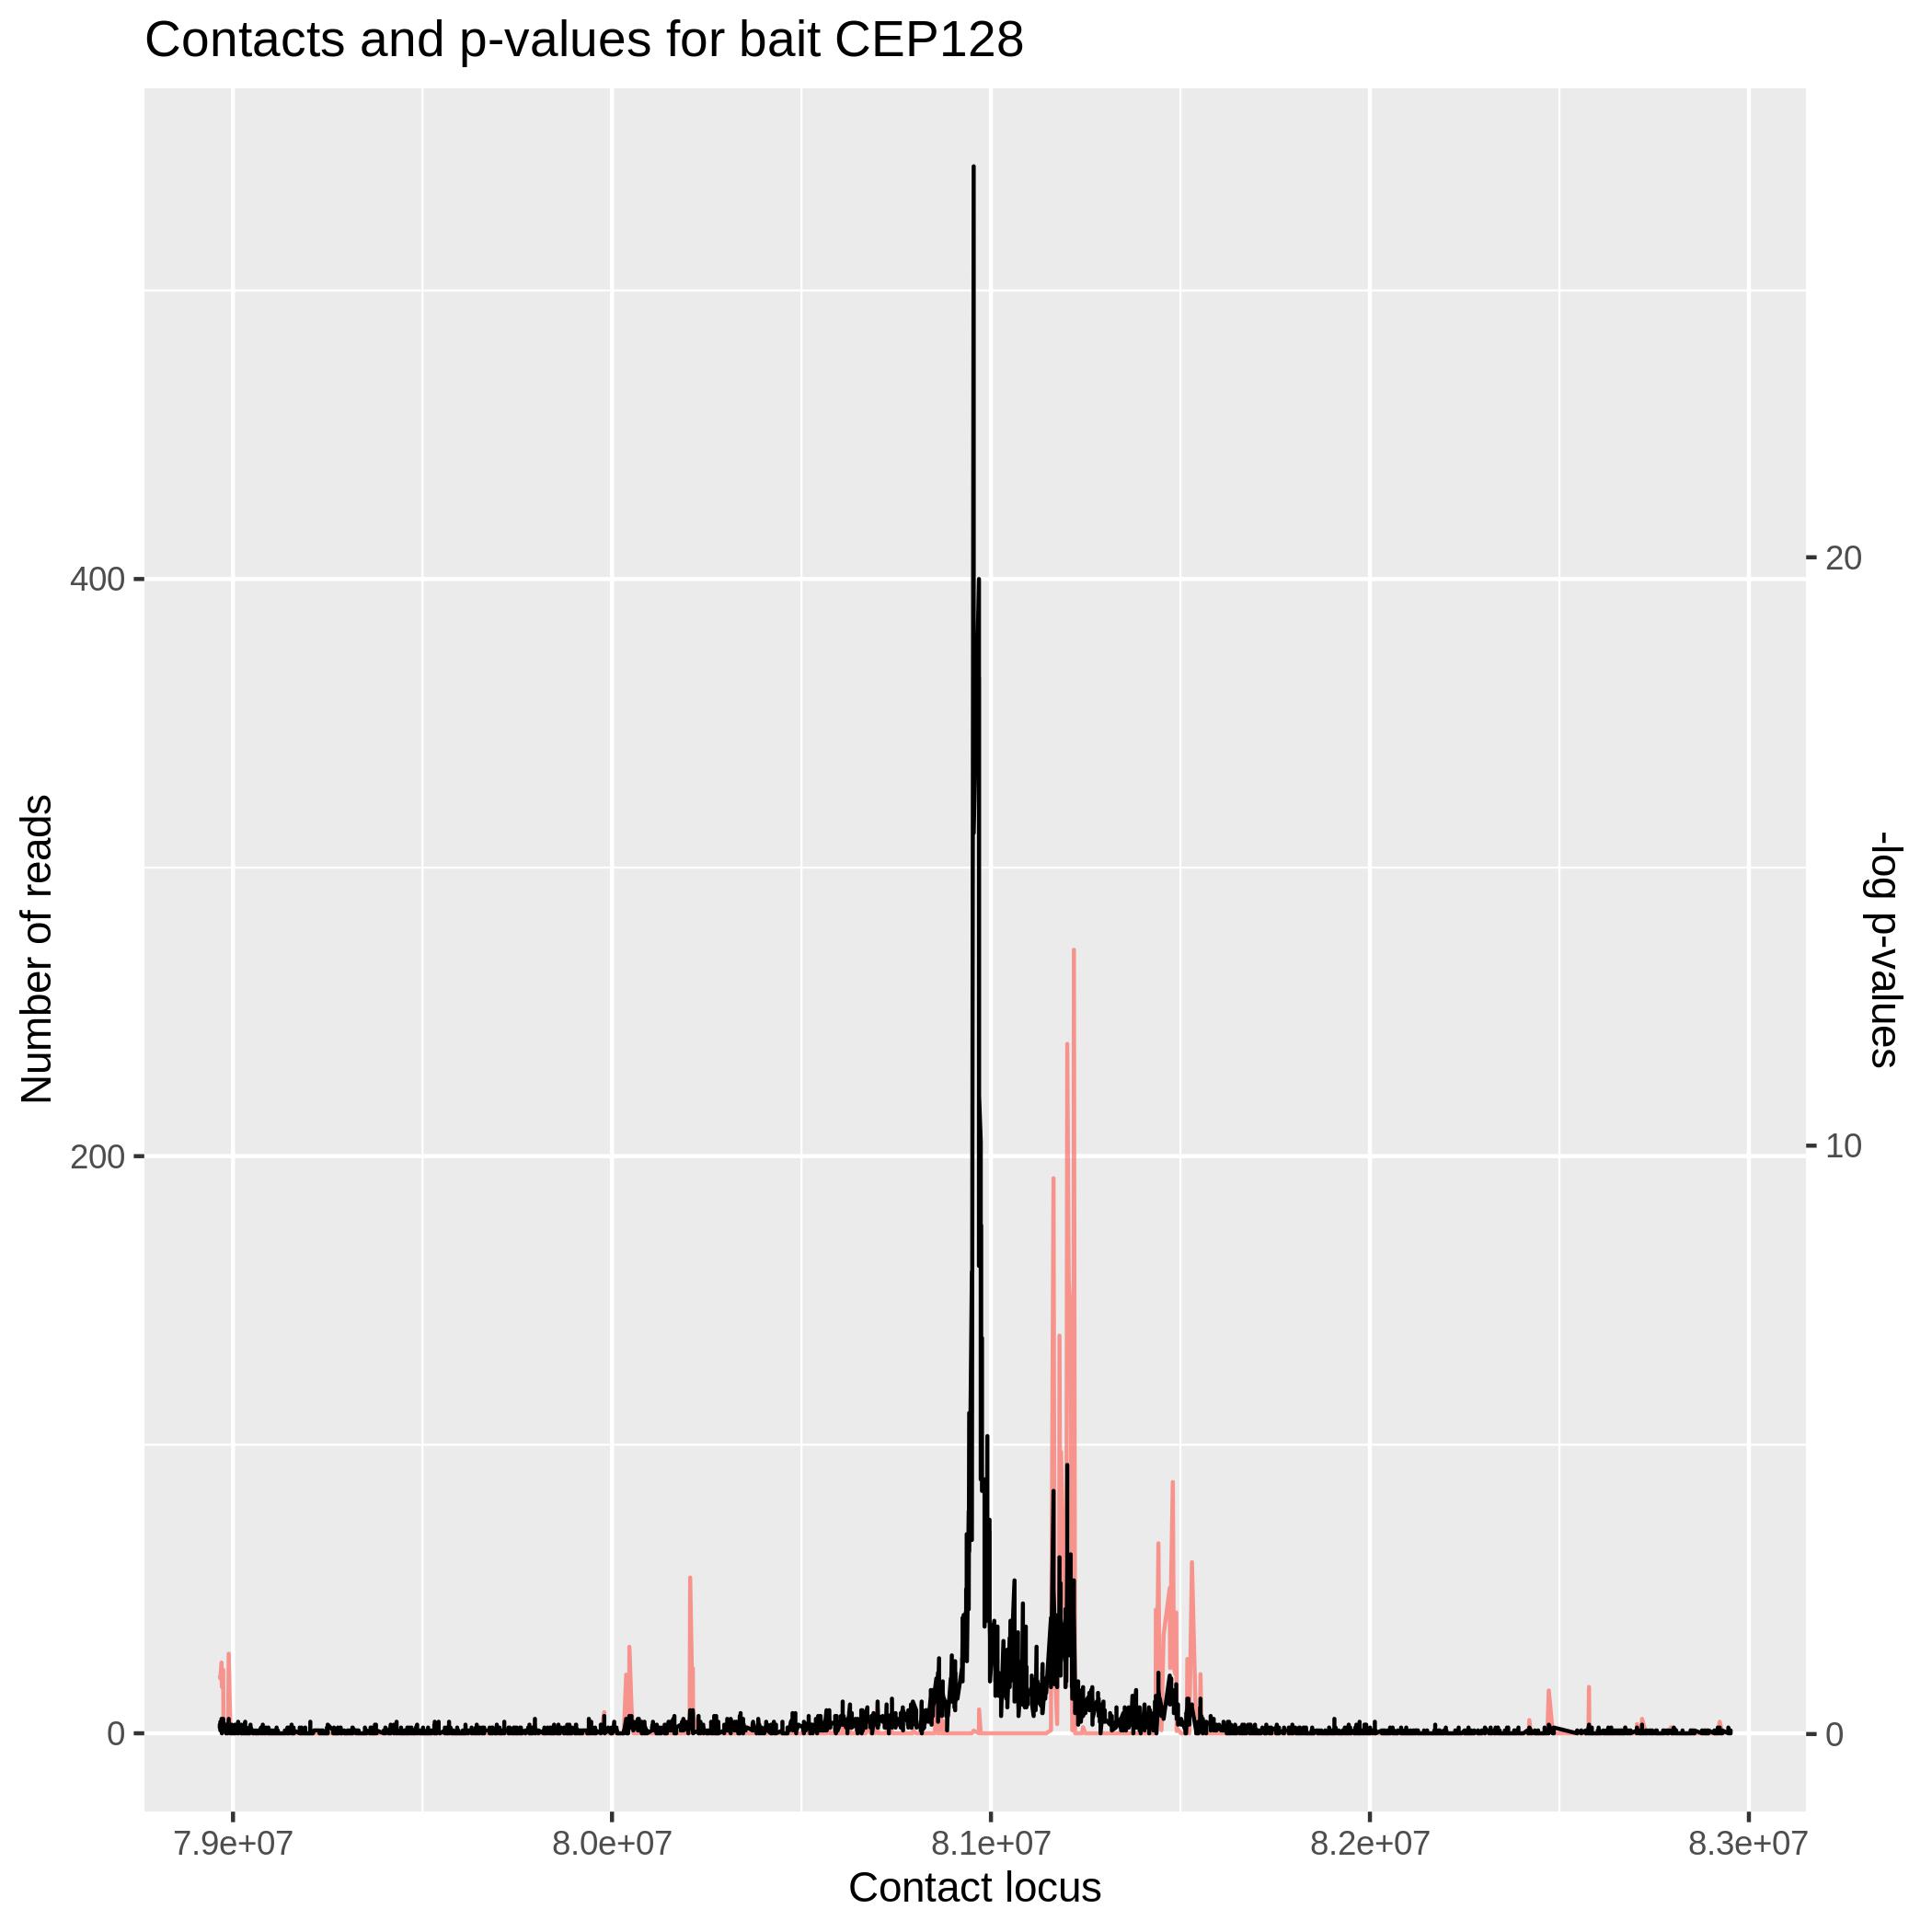 Contacts and p-values for bait CEP128
Number of reads
400
200
0
20
10
0
-log p-values
7.9e+07
8.0e+07
8.1e+07
8.2e+07
8.3e+07
Contact locus